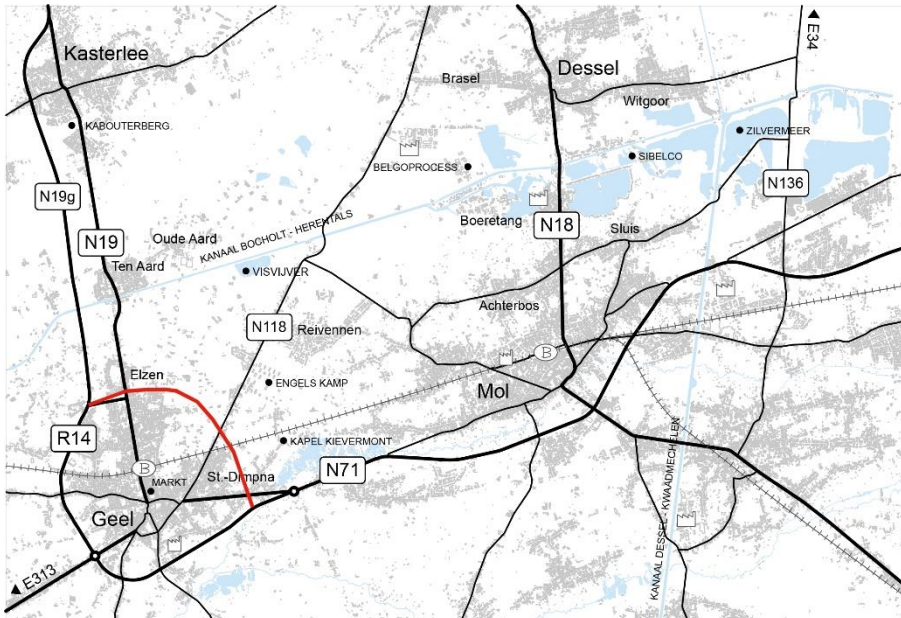 E34
Kasterlee
Dessel
Brasel
Witgoor
KABOUTERBERG
ZILVERMEER
SIBELCO
BELGOPROCESS
N19g
N136
Boeretang
N18
Sluis
N19
Oude Aard
KANAAL BOCHOLT - HERENTALS
Ten Aard
VISVIJVER
Achterbos
N118
Reivennen
B
Elzen
ENGELS KAMP
Mol
R14
KAPEL KIEVERMONT
B
St.-Dimpna
N71
MARKT
Geel
KANAAL DESSEL - KWAADMECHELEN
E313